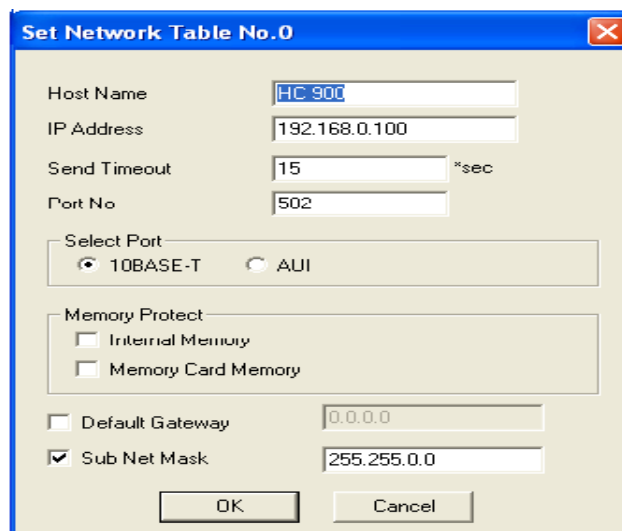 Set Network Table No.0
Host Name HC 900
IP Address 192.168.0.100
Send Timeout 15 *sec
Port No 502
Select Port
10BASE-T AUI
Memory Protect
Internal Memory
Memory Card Memory
Default Gateway 0.0.0.0
Sub Net Mask 255.255.0.0
OK Cancel